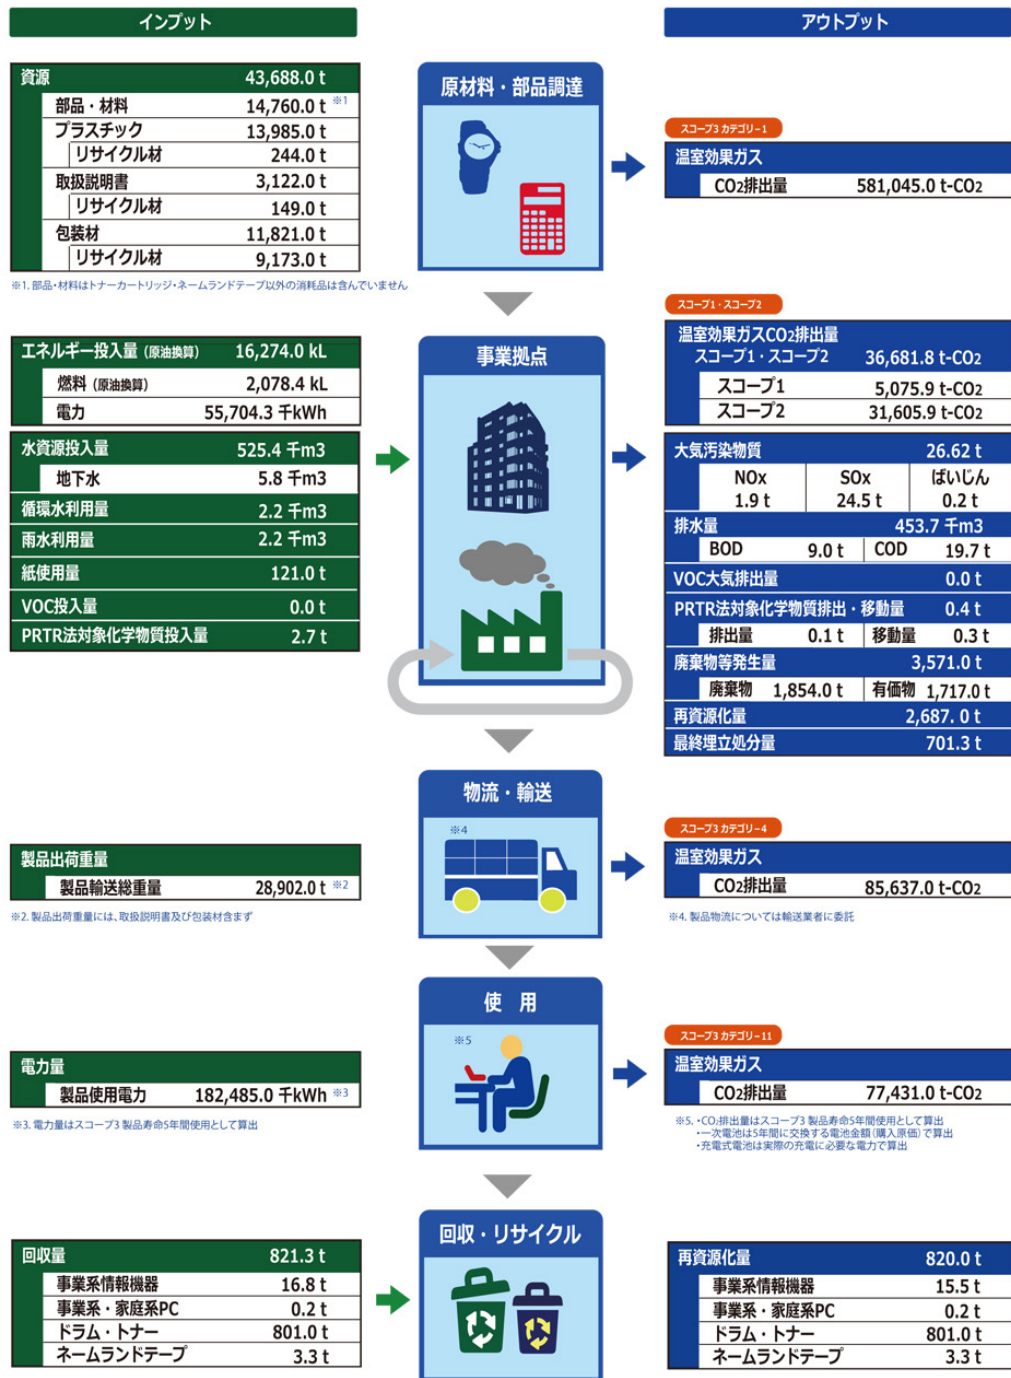 インプット
アウトプット
資源 43,688.0 t
部品・材料 14,760.0 t ※1
プラスチック 13,985.0 t
リサイクル材 244.0 t
取扱説明書 3,122.0 t
リサイクル材 149.0 t
包装材 11,821.0 t
リサイクル材 9,173.0 t
※1. 部品・材料はトナーカートリッジ・ネームランドテープ以外の消耗品は含んでいません
原材料・部品調達
スコープ3 カテゴリー1
温室効果ガス
CO2排出量 581,045.0 t-CO2
エネルギー投入量 (原油換算) 16,274.0 kL
燃料 (原油換算) 2,078.4 kL
電力 55,704.3 千kWh
水資源投入量 525.4 千m3
地下水 5.8 千m3
循環水利用量 2.2 千m3
雨水利用量 2.2 千m3
紙使用量 121.0 t
VOC投入量 0.0 t
PRTR法対象化学物質投入量 2.7 t
事業拠点
スコープ1・スコープ2
温室効果ガスCO2排出量
スコープ1・スコープ2 36,681.8 t-CO2
スコープ1 5,075.9 t-CO2
スコープ2 31,605.9 t-CO2
大気汚染物質 26.62 t
NOx SOx ばいじん
1.9 t 24.5 t 0.2 t
排水量 453.7 千m3
BOD 9.0 t COD 19.7 t
VOC大気排出量 0.0 t
PRTR法対象化学物質排出・移動量 0.4 t
排出量 0.1 t 移動量 0.3 t
廃棄物等発生量 3,571.0 t
廃棄物 1,854.0 t 有価物 1,717.0 t
再資源化量 2,687. 0 t
最終埋立処分量 701.3 t
製品出荷重量
製品輸送総重量 28,902.0 t ※2
※2. 製品出荷重量には、取扱説明書及び包装材含まず
物流・輸送
※4
スコープ3 カテゴリー4
温室効果ガス
CO2排出量 85,637.0 t-CO2
※4. 製品物流については輸送業者に委託
電力量
製品使用電力 182,485.0 千kWh ※3
※3. 電力量はスコープ3 製品寿命5年間使用として算出
使 用
※5
スコープ3 カテゴリー11
温室効果ガス
CO2排出量 77,431.0 t-CO2
※5. ・CO2排出量はスコープ3 製品寿命5年間使用として算出
・一次電池は5年間に交換する電池金額(購入原価)で算出
・充電式電池は実際の充電に必要な電力で算出
回収量 821.3 t
事業系情報機器 16.8 t
事業系・家庭系PC 0.2 t
ドラム・トナー 801.0 t
ネームランドテープ 3.3 t
回収・リサイクル
再資源化量 820.0 t
事業系情報機器 15.5 t
事業系・家庭系PC 0.2 t
ドラム・トナー 801.0 t
ネームランドテープ 3.3 t